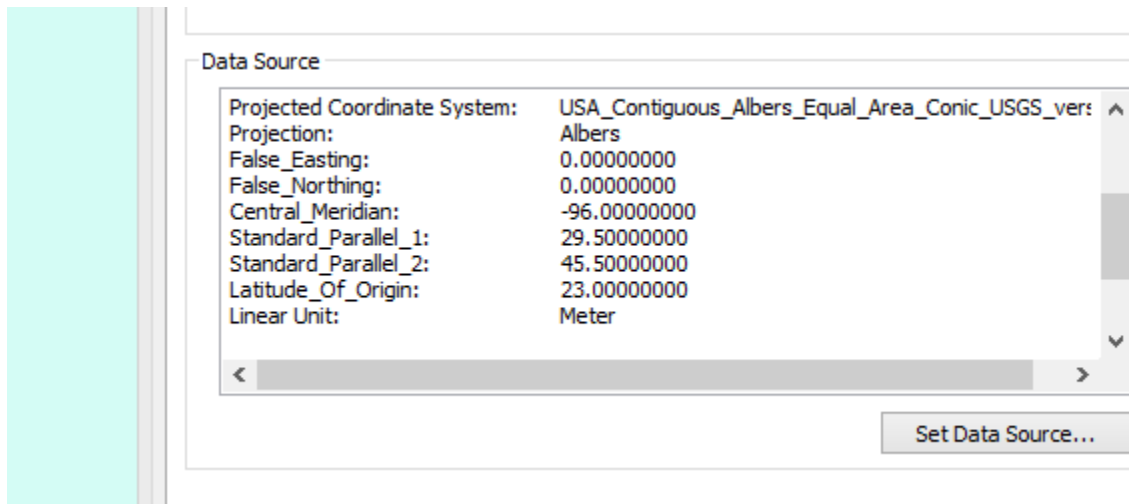 Data Source
Projected Coordinate System: USA_Contiguous_Albers_Equal_Area_Conic_USGS_vers
Projection: Albers
False_Easting: 0.00000000
False_Northing: 0.00000000
Central_Meridian: -96.00000000
Standard_Parallel_1: 29.50000000
Standard_Parallel_2: 45.50000000
Latitude_Of_Origin: 23.00000000
Linear Unit: Meter
Set Data Source...